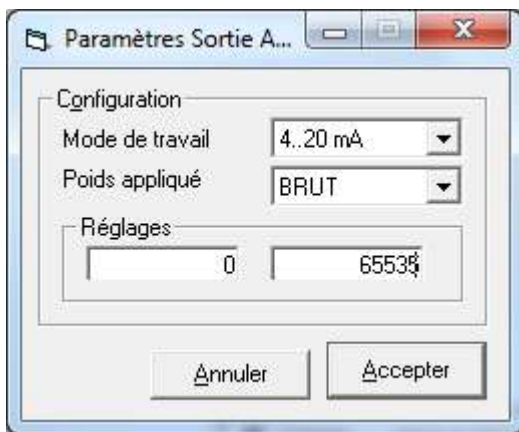 Paramètres Sortie A...
Configuration
Mode de travail 4..20 mA
Poids appliqué BRUT
Réglages
0 65535
Annuler Accepter